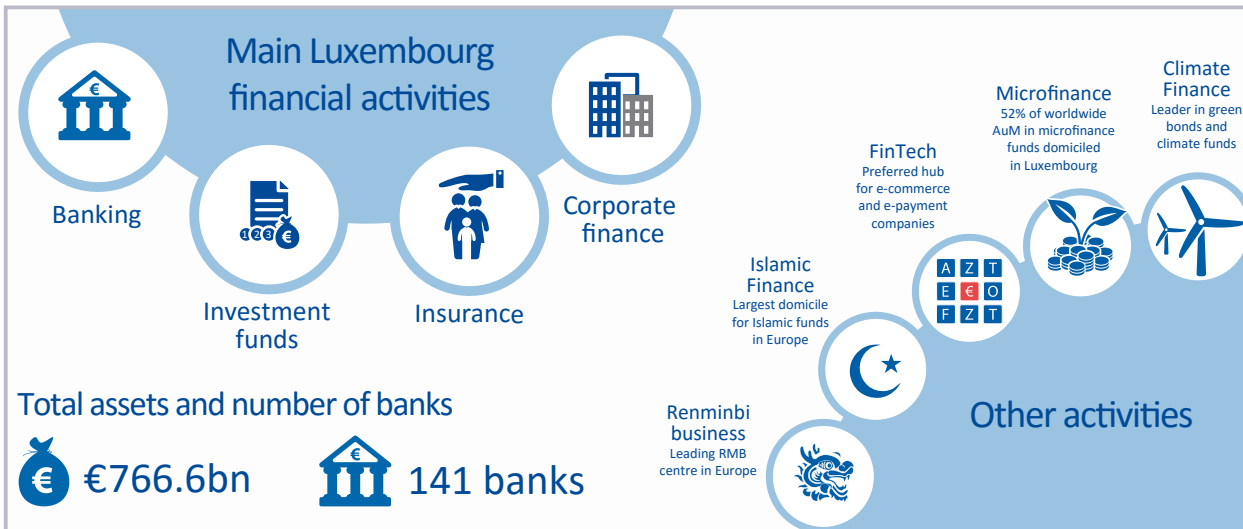 Main Luxembourg
financial activities
€
Banking
1 2 3 €
Investment
funds
Insurance
Corporate
finance
Total assets and number of banks
€
€766.6bn
€
141 banks
Renminbi
business
Leading RMB
centre in Europe
Islamic
Finance
Largest domicile
for Islamic funds
in Europe
FinTech
Preferred hub
for e-commerce
and e-payment
companies
A Z T
E € O
F Z T
Microfinance
52% of worldwide
AuM in microfinance
funds domiciled
in Luxembourg
Climate
Finance
Leader in green
bonds and
climate funds
Other activities